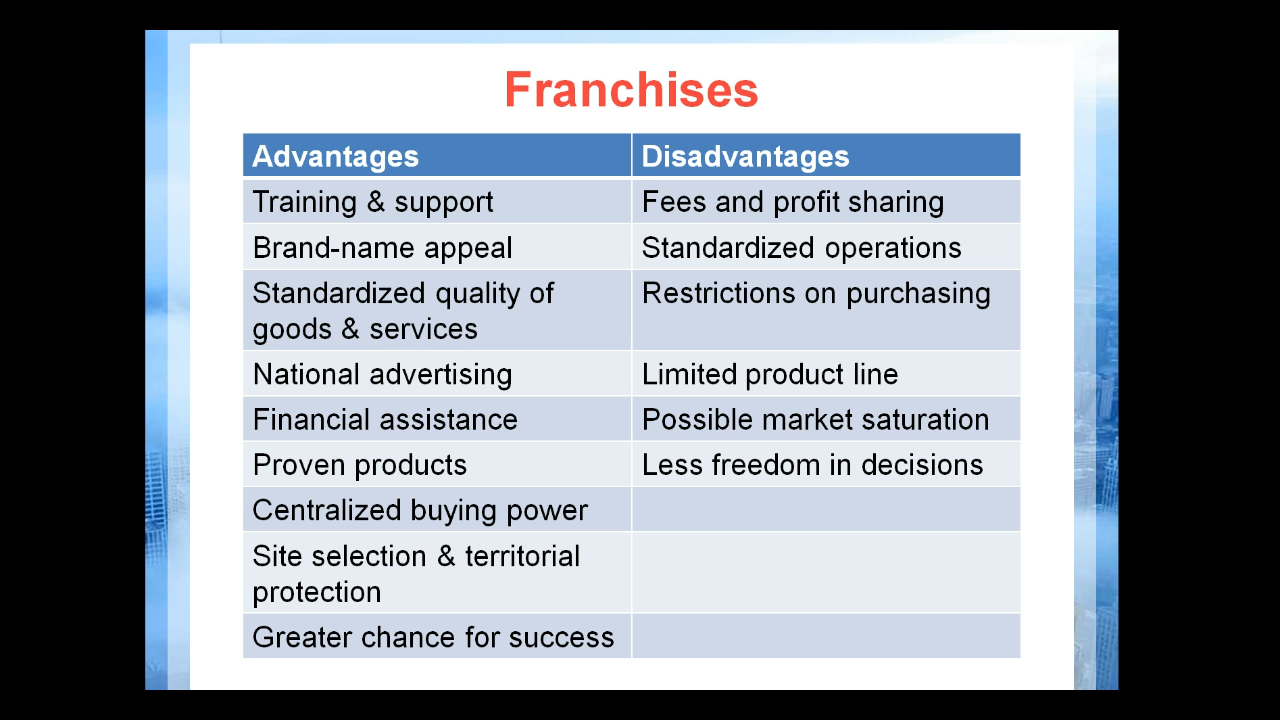 Franchises
Advantages
Disadvantages
Training & support
Fees and profit sharing
Brand-name appeal
Standardized operations
Standardized quality of
goods & services
Restrictions on purchasing
National advertising
Limited product line
Financial assistance
Possible market saturation
Proven products
Less freedom in decisions
Centralized buying power
Site selection & territorial
protection
Greater chance for success